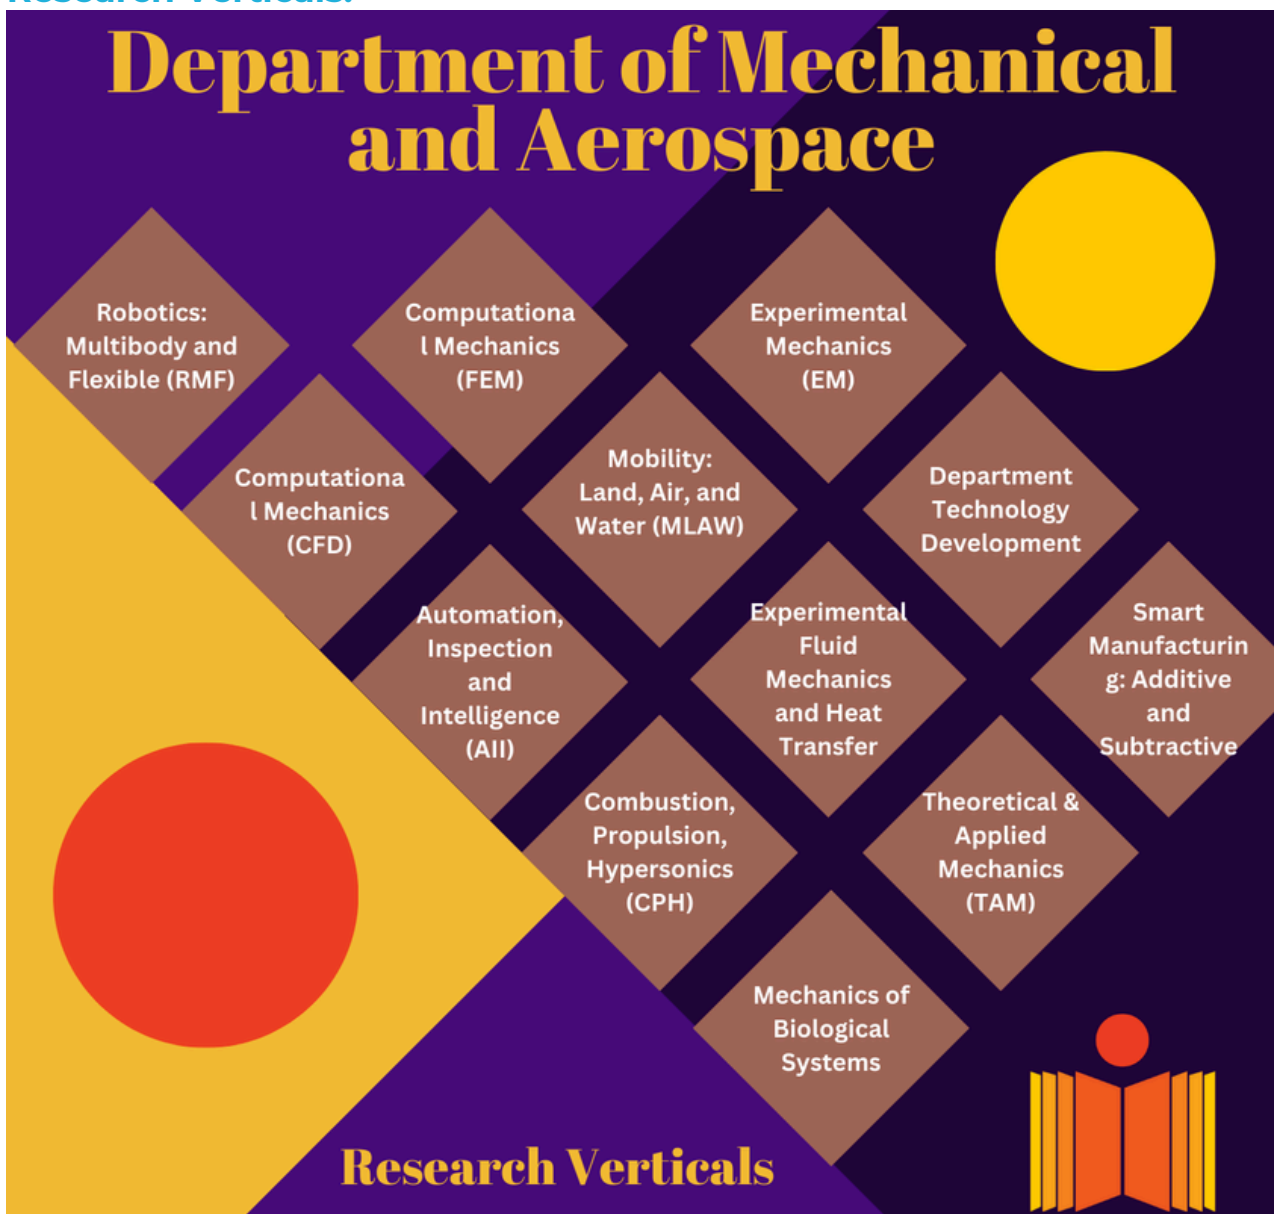 Research Verticals:
Department of Mechanical
and Aerospace
Robotics:
Multibody and
Flexible (RMF)
Computationa
l Mechanics
(FEM)
Experimental
Mechanics
(EM)
Computationa
l Mechanics
(CFD)
Mobility:
Land, Air, and
Water (MLAW)
Department
Technology
Development
Automation,
Inspection
and
Intelligence
(AII)
Experimental
Fluid
Mechanics
and Heat
Transfer
Smart
Manufacturin
g: Additive
and
Subtractive
Combustion,
Propulsion,
Hypersonics
(CPH)
Theoretical &
Applied
Mechanics
(TAM)
Mechanics of
Biological
Systems
Research Verticals